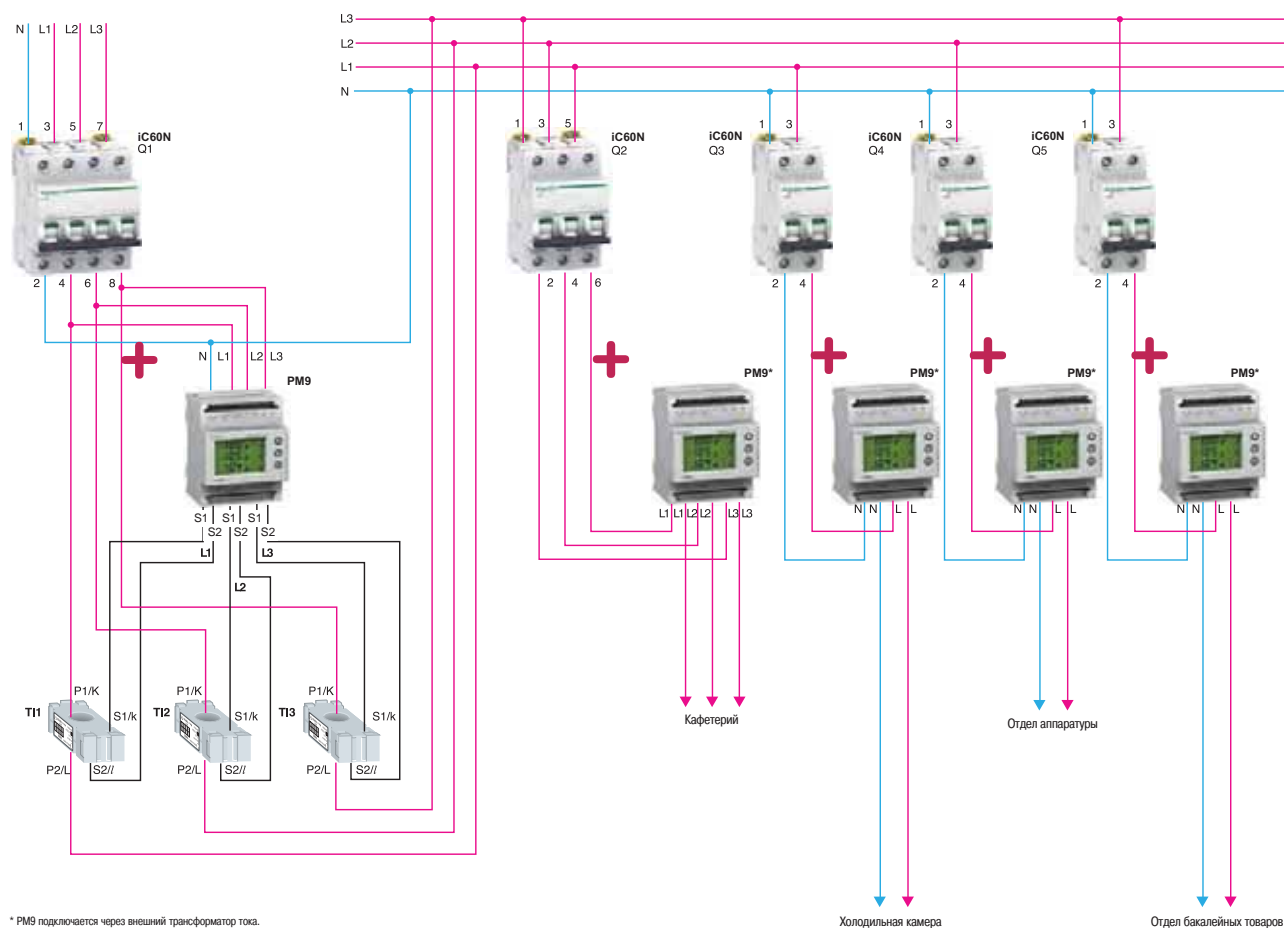 N L1 L2 L3
L3
L2
L1
N
1 3 5 7
iC60N
Q1
2 4 6 8
N L1 L2 L3
PM9
S1 S1 S1
S2 S2 S2
L1 L3
L2
TI1
P1/K
S1/k
P2/L
S2/l
TI2
P1/K
S1/k
P2/L
S2/l
TI3
P1/K
S1/k
P2/L
S2/l
1 3 5
iC60N
Q2
2 4 6
PM9*
L1 L1 L2 L2 L3 L3
Кафетерий
iC60N
Q3
1 3
2 4
PM9*
N N L L
Холодильная камера
iC60N
Q4
1 3
2 4
PM9*
N N L L
Отдел аппаратуры
iC60N
Q5
1 3
2 4
PM9*
N N L L
Отдел бакалейных товаров
* PM9 подключается через внешний трансформатор тока.